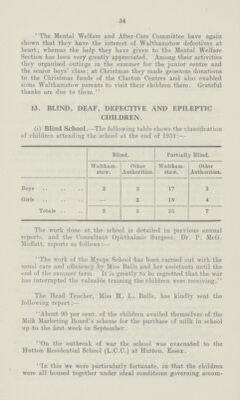 34
"The Mental Welfare and After-Care Committee have again
shown that they have the interest of Walthamstow defectives at
heart; whereas the help they have given to the Mental Welfare
Section has been very greatly appreciated. Among their activities
they organised outings in the summer for the junior centre and
the senior boys' class; at Christmas they made generous donations
to the Christmas funds of the Claxton Centres and also enabled
some Walthamstow parents to visit their children there. Grateful
thanks are due to them."
13. BLIND, DEAF, DEFECTIVE AND EPILEPTIC
CHILDREN.
(i) Blind School.—The following table shows the classification
of children attending the school at the end of
Blind. Partially Blind.
Waltham- Other Waltham- Other
stow. Authorities. stow. Authorities.
Boys .. .. .. 2 3 17 3
Girls .. .. .. — 2 18 4
Totals .. .. 2 5 35 7
The work done at the school is detailed in previous annual
reports, and the Consultant Ophthalmic Surgeon, Dr. P. McG.
Moffatt, reports as follows:—
"The work of the Myope School has been carried out with the
usual care and efficiency by Miss Balls and her assistants until the
end of the summer term. It is greatly to be regretted that the war
has interrupted the valuable training the children were receiving."
The Head Teacher, Miss M. L. Balls, has kindly sent the
following report:—
"About 90 per cent. of the children availed themselves of the
Milk Marketing Board's scheme for the purchase of milk in school
up to the first week in September.
"On the outbreak of war the school was evacuated to the
Hutton Residential School (L.C.C.) at Hutton, Essex.
"In this we were particularly fortunate, in that the children
were all housed together under ideal conditions governing accom-